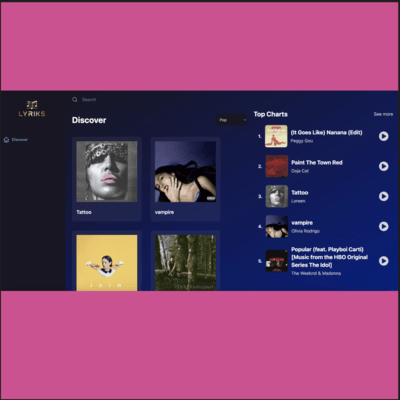 LYRIKS
Search
Discover
Discover
Pop
Tattoo
vampire
JAIN
Top Charts
See more
1.
(It Goes Like) Nanana (Edit)
Peggy Gou
2.
Paint The Town Red
Doja Cat
3.
Tattoo
Loreen
4.
vampire
Olivia Rodrigo
5.
Popular (feat. Playboi Carti)
[Music from the HBO Original
Series The Idol]
The Weeknd & Madonna